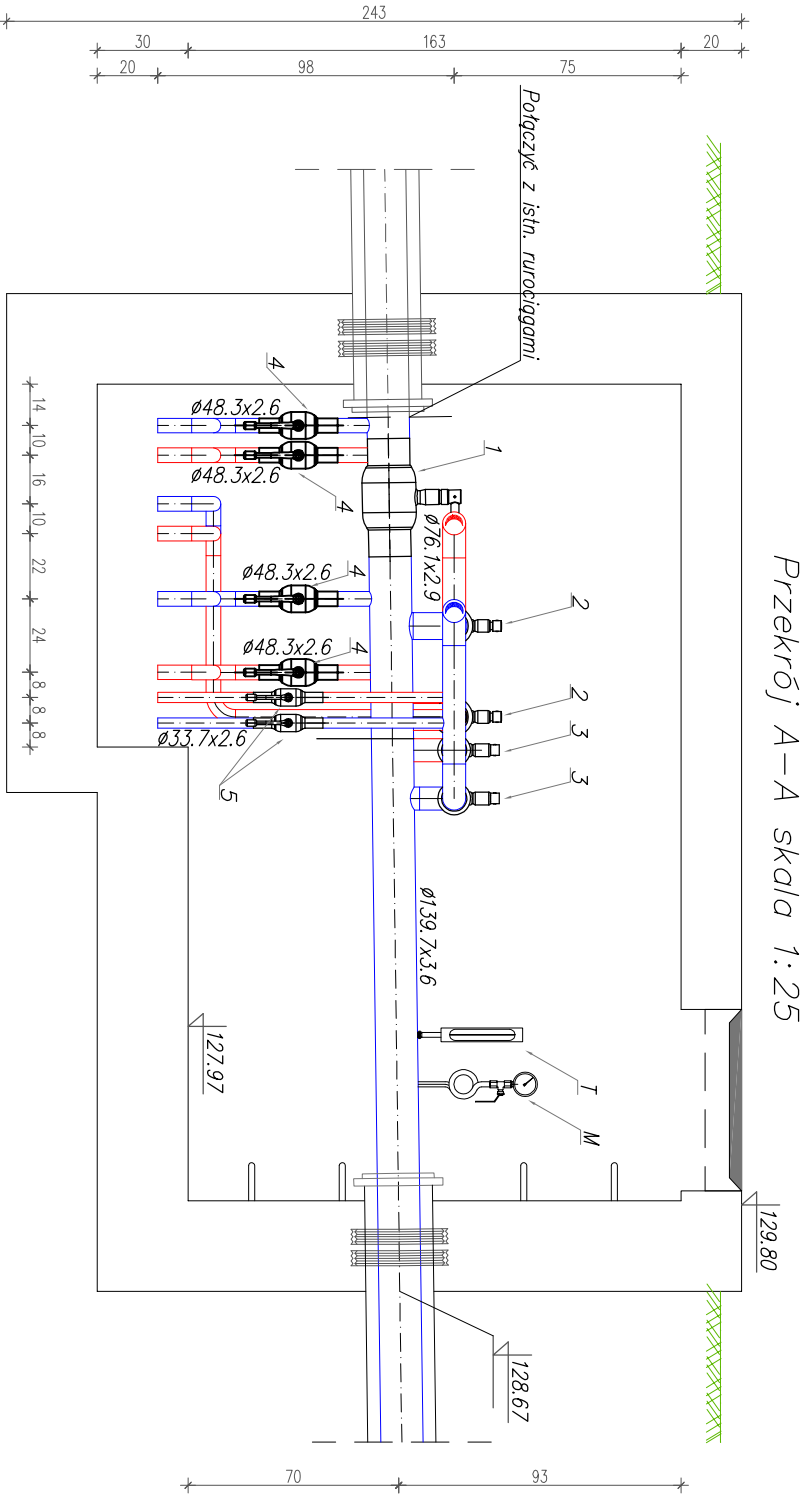 Przekrój A-A skala 1:25
243
30
163
20
20
98
75
Połączyć z istn. rurociągami
4
ø48.3x2.6
ø48.3x2.6
4
1
ø76.1x2.9
ø48.3x2.6
4
2
ø48.3x2.6
4
2
3
ø33.7x2.6
5
3
ø139.7x3.6
127.97
T
M
129.80
128.67
14
10
16
10
22
24
8
8
8
70
93